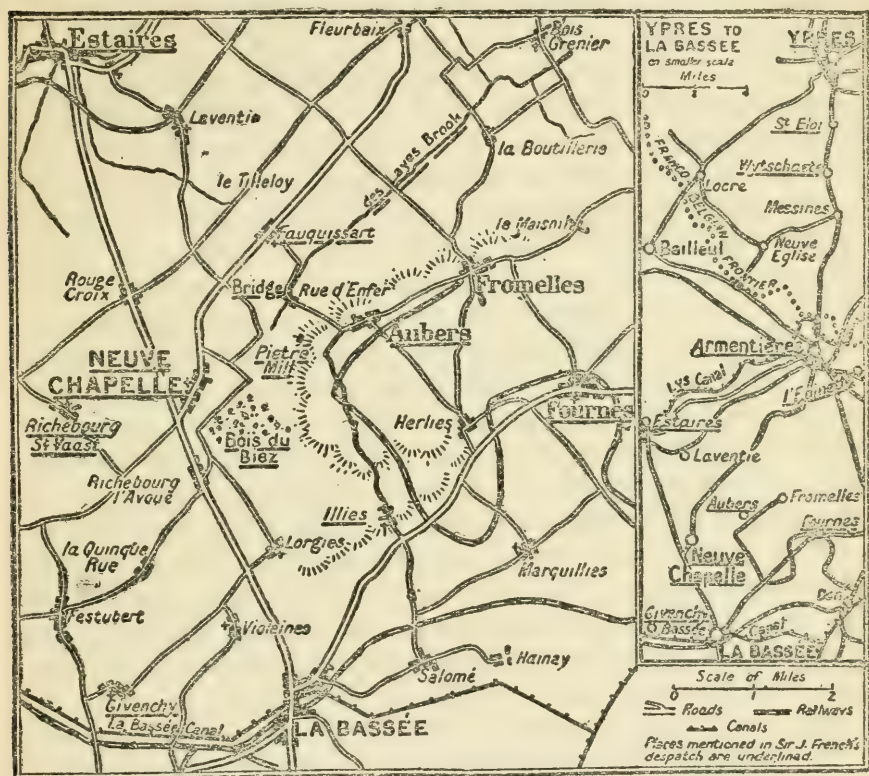 Estaires
Fleurbaix
Bois
Grenier
Laventie
des Layes Brook
la Boutillerie
le Tilleloy
Fauquissart
le Maisnil
Rouge
Croix
Bridge
Rue d'Enfer
Fromelles
Aubers
NEUVE
CHAPELLE
Pietre
Mill
Fournes
Herlies
Richebourg
St Vaast
Bois du
Biez
Richebourg
l'Avoué
Illies
la Quinque
Rue
Lorgies
Marquillies
Festubert
Violaines
Salomé
Hainay
Givenchy
La Bassée Canal
LA BASSÉE
YPRES TO
LA BASSÉE
on smaller scale
Miles
YPRES
St Eloi
Wytschaete
FRANCO
BELGIAN
FRONTIER
Locre
Messines
Bailleul
Neuve
Eglise
Armentières
Lys Canal
Estaires
Laventie
Aubers
Fromelles
Fournes
Neuve
Chapelle
Givenchy
Bassée
Canal
LA BASSÉE
Scale of Miles
0 1 2
Roads Railways
Canals
Places mentioned in Sir J. French's
despatch are underlined.